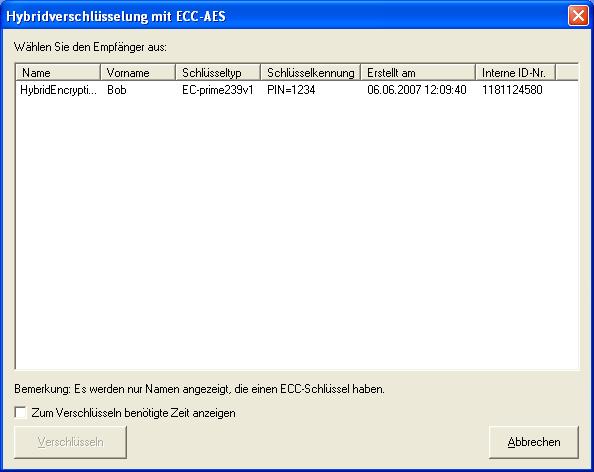 Hybridverschlüsselung mit ECC-AES
Wählen Sie den Empfänger aus:
Name Vorname Schlüsseltyp Schlüsselkennung Erstellt am Interne ID-Nr.
HybridEncrypti... Bob EC-prime239v1 PIN=1234 06.06.2007 12:09:40 1181124580
Bemerkung: Es werden nur Namen angezeigt, die einen ECC-Schlüssel haben.
Zum Verschlüsseln benötigte Zeit anzeigen
Verschlüsseln Abbrechen